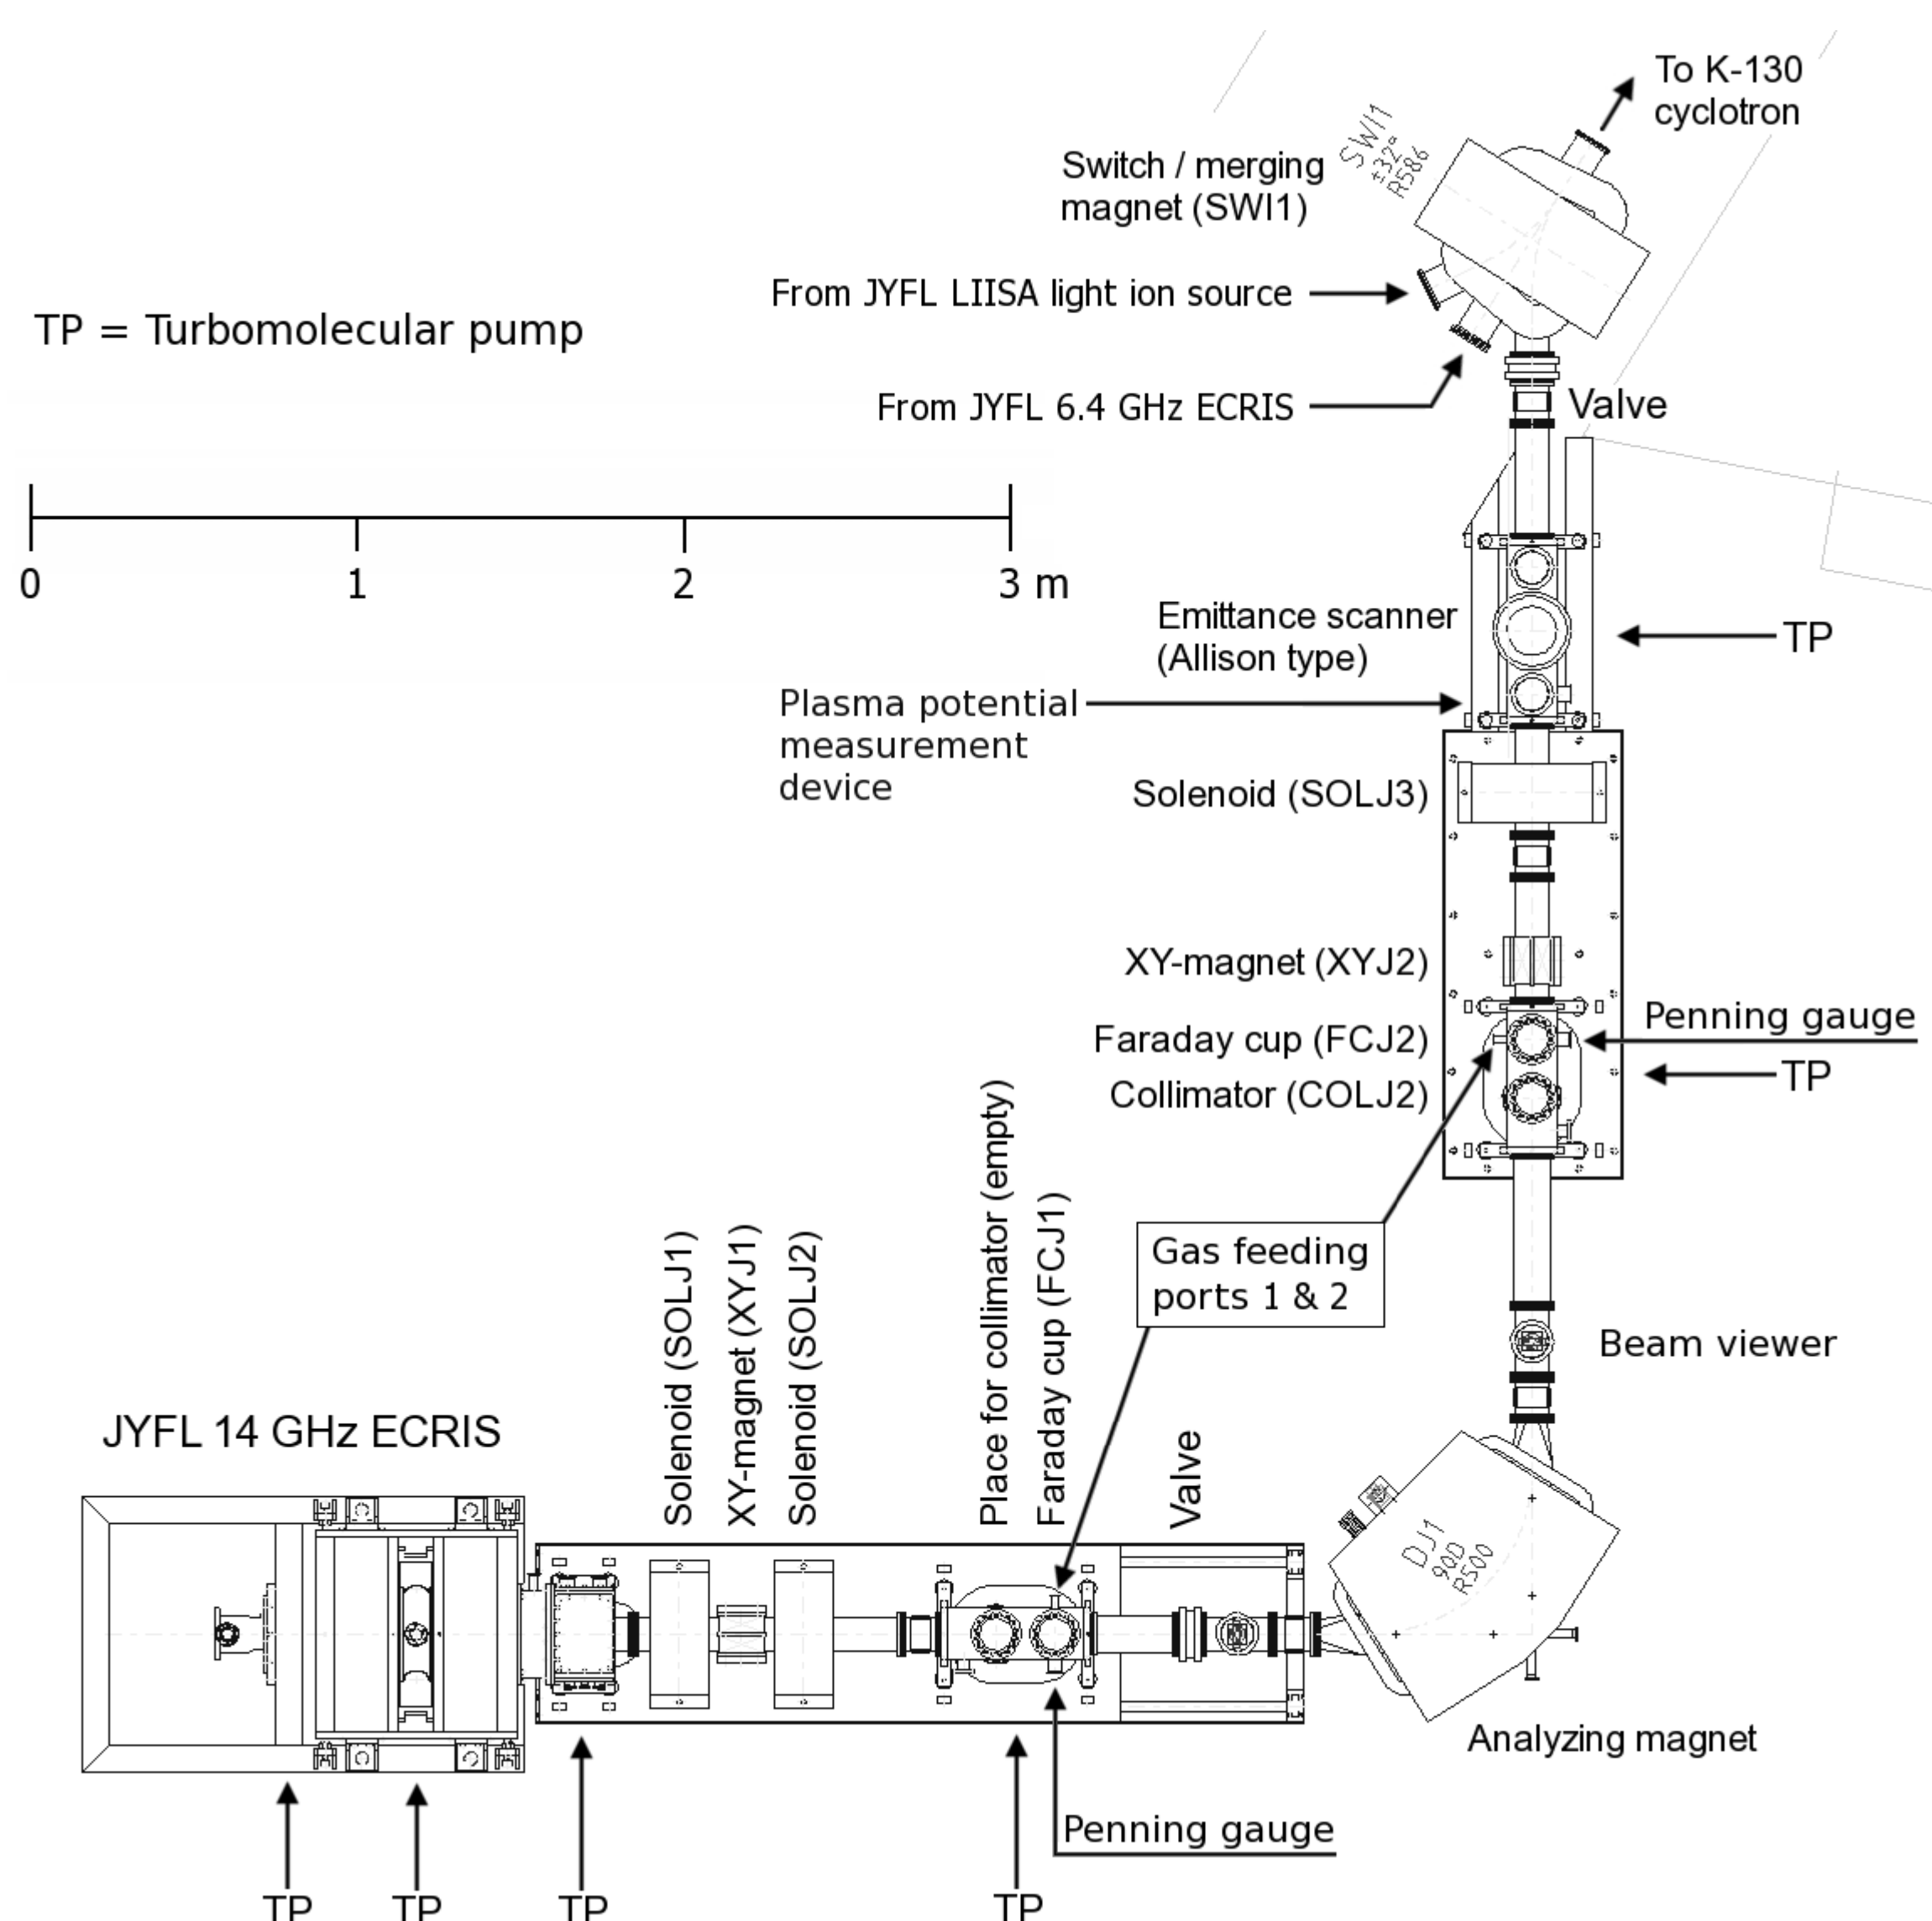 To K-130
cyclotron
SWI1
±32°
R586
Switch / merging
magnet (SWI1)
From JYFL LIISA light ion source
TP = Turbomolecular pump
From JYFL 6.4 GHz ECRIS
Valve
0 1 2 3 m
Emittance scanner
(Allison type)
TP
Plasma potential
measurement
device
Solenoid (SOLJ3)
XY-magnet (XYJ2)
Penning gauge
Faraday cup (FCJ2)
TP
Collimator (COLJ2)
Gas feeding
ports 1 & 2
Beam viewer
Solenoid (SOLJ1)
XY-magnet (XYJ1)
Solenoid (SOLJ2)
Place for collimator (empty)
Faraday cup (FCJ1)
Valve
JYFL 14 GHz ECRIS
DJ1
90D
R500
Analyzing magnet
Penning gauge
TP TP TP TP